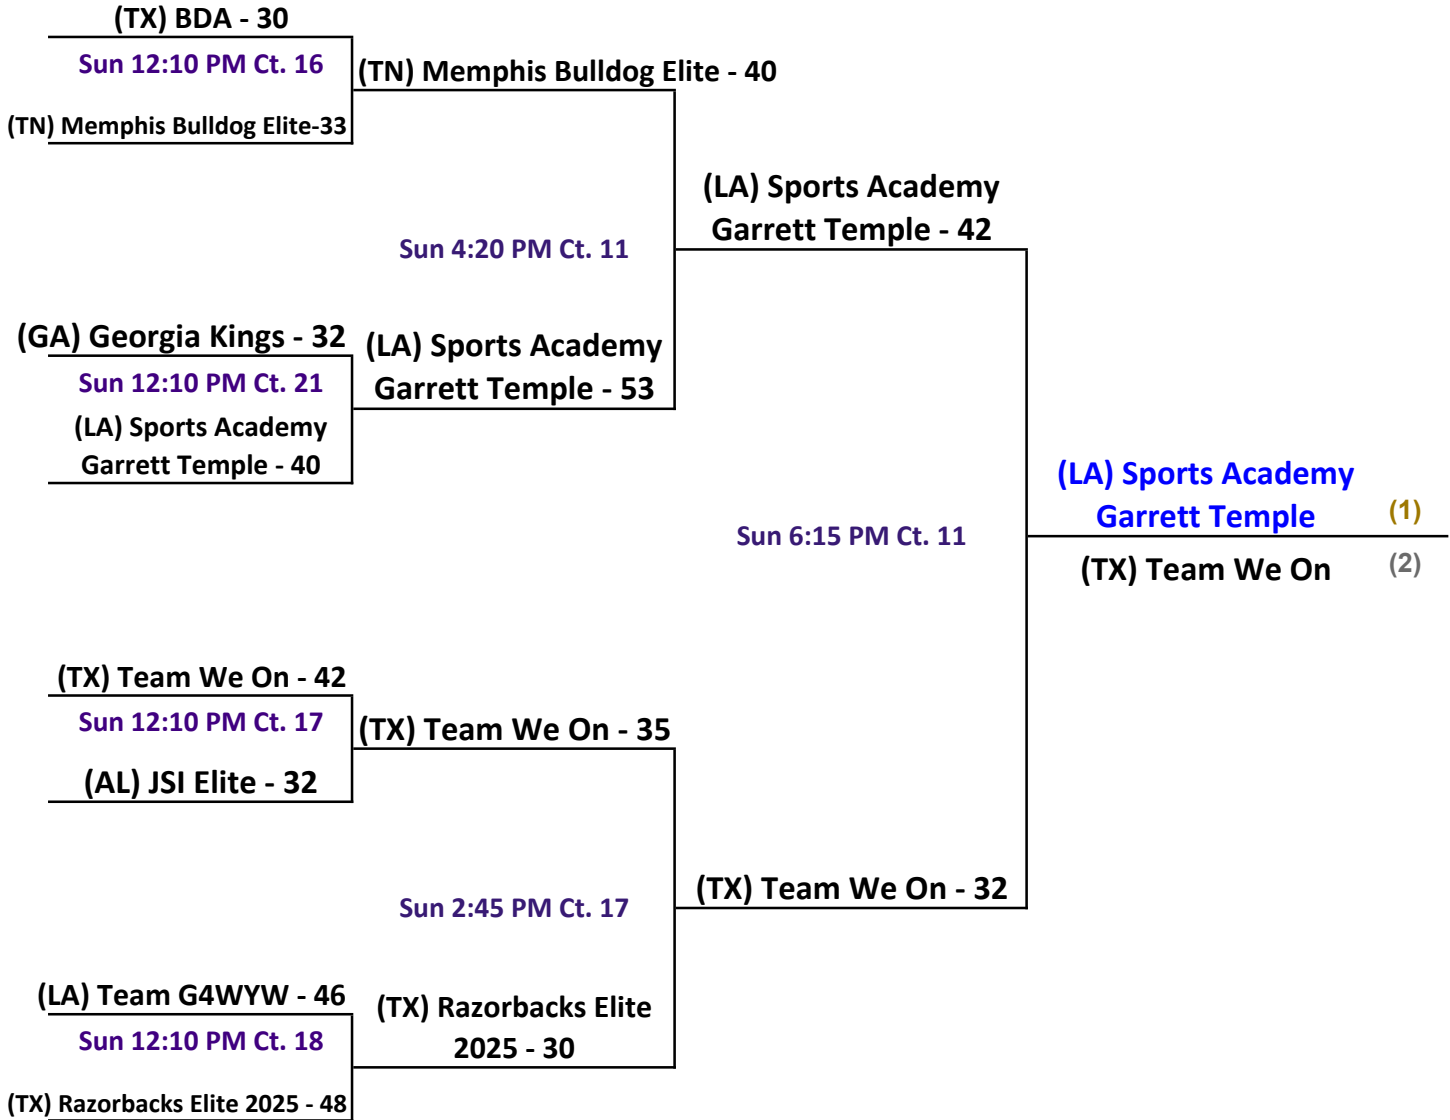 (TX) BDA - 30
Sun 12:10 PM Ct. 16
(TN) Memphis Bulldog Elite - 40
(TN) Memphis Bulldog Elite-33
(LA) Sports Academy
Garrett Temple - 42
Sun 4:20 PM Ct. 11
(GA) Georgia Kings - 32
(LA) Sports Academy
Garrett Temple - 53
Sun 12:10 PM Ct. 21
(LA) Sports Academy
Garrett Temple - 40
(LA) Sports Academy
Garrett Temple (1)
Sun 6:15 PM Ct. 11
(TX) Team We On (2)
(TX) Team We On - 42
Sun 12:10 PM Ct. 17
(TX) Team We On - 35
(AL) JSI Elite - 32
(TX) Team We On - 32
Sun 2:45 PM Ct. 17
(LA) Team G4WYW - 46
(TX) Razorbacks Elite
2025 - 30
Sun 12:10 PM Ct. 18
(TX) Razorbacks Elite 2025 - 48